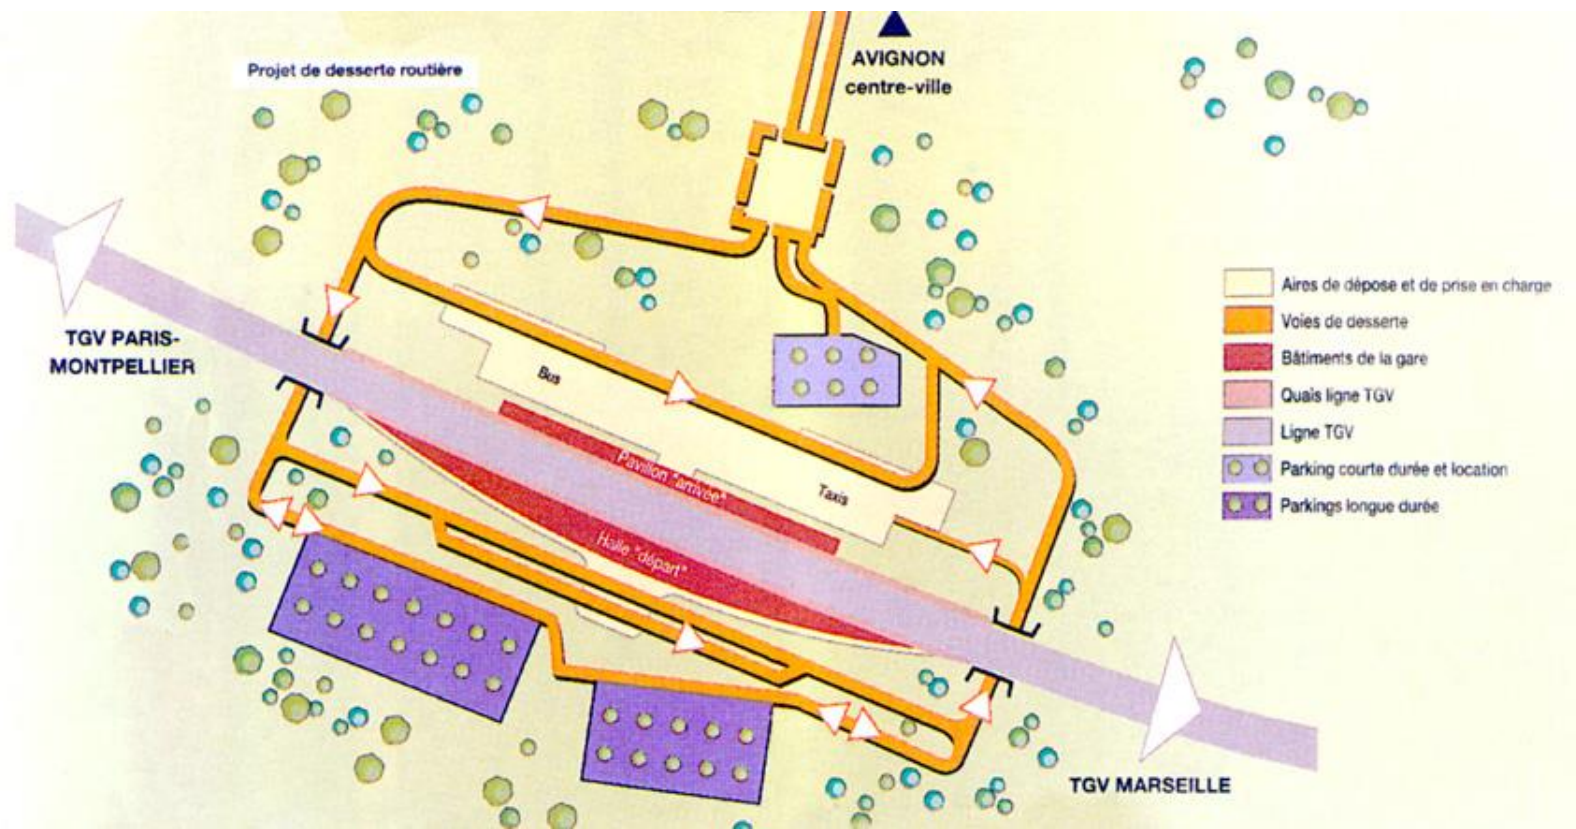 AVIGNON
centre-ville
Projet de desserte routière
TGV PARIS-
MONTPELLIER
Bus
Pavillon "arrivée"
Taxis
Halle "départ"
TGV MARSEILLE
Aires de dépose et de prise en charge
Voies de desserte
Bâtiments de la gare
Quais ligne TGV
Ligne TGV
Parking courte durée et location
Parkings longue durée